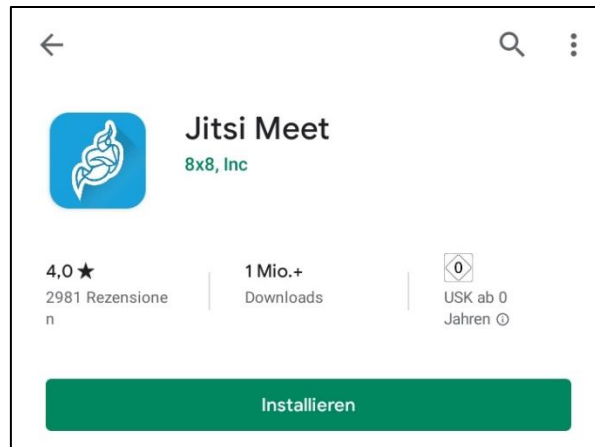 Jitsi Meet
8x8, Inc
4,0 ★
2981 Rezensione
n
1 Mio.+
Downloads
0
USK ab 0
Jahren ⓘ
Installieren